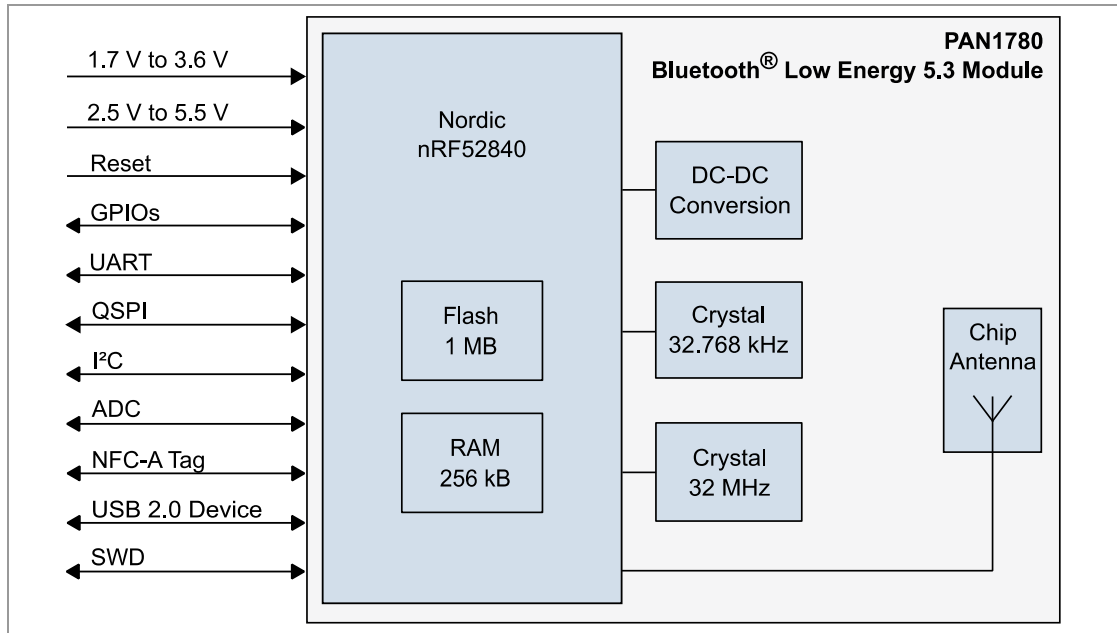 PAN1780
Bluetooth® Low Energy 5.3 Module
1.7 V to 3.6 V
2.5 V to 5.5 V
Reset
GPIOs
UART
QSPI
I²C
ADC
NFC-A Tag
USB 2.0 Device
SWD
Nordic
nRF52840
Flash
1 MB
RAM
256 kB
DC-DC
Conversion
Crystal
32.768 kHz
Crystal
32 MHz
Chip
Antenna